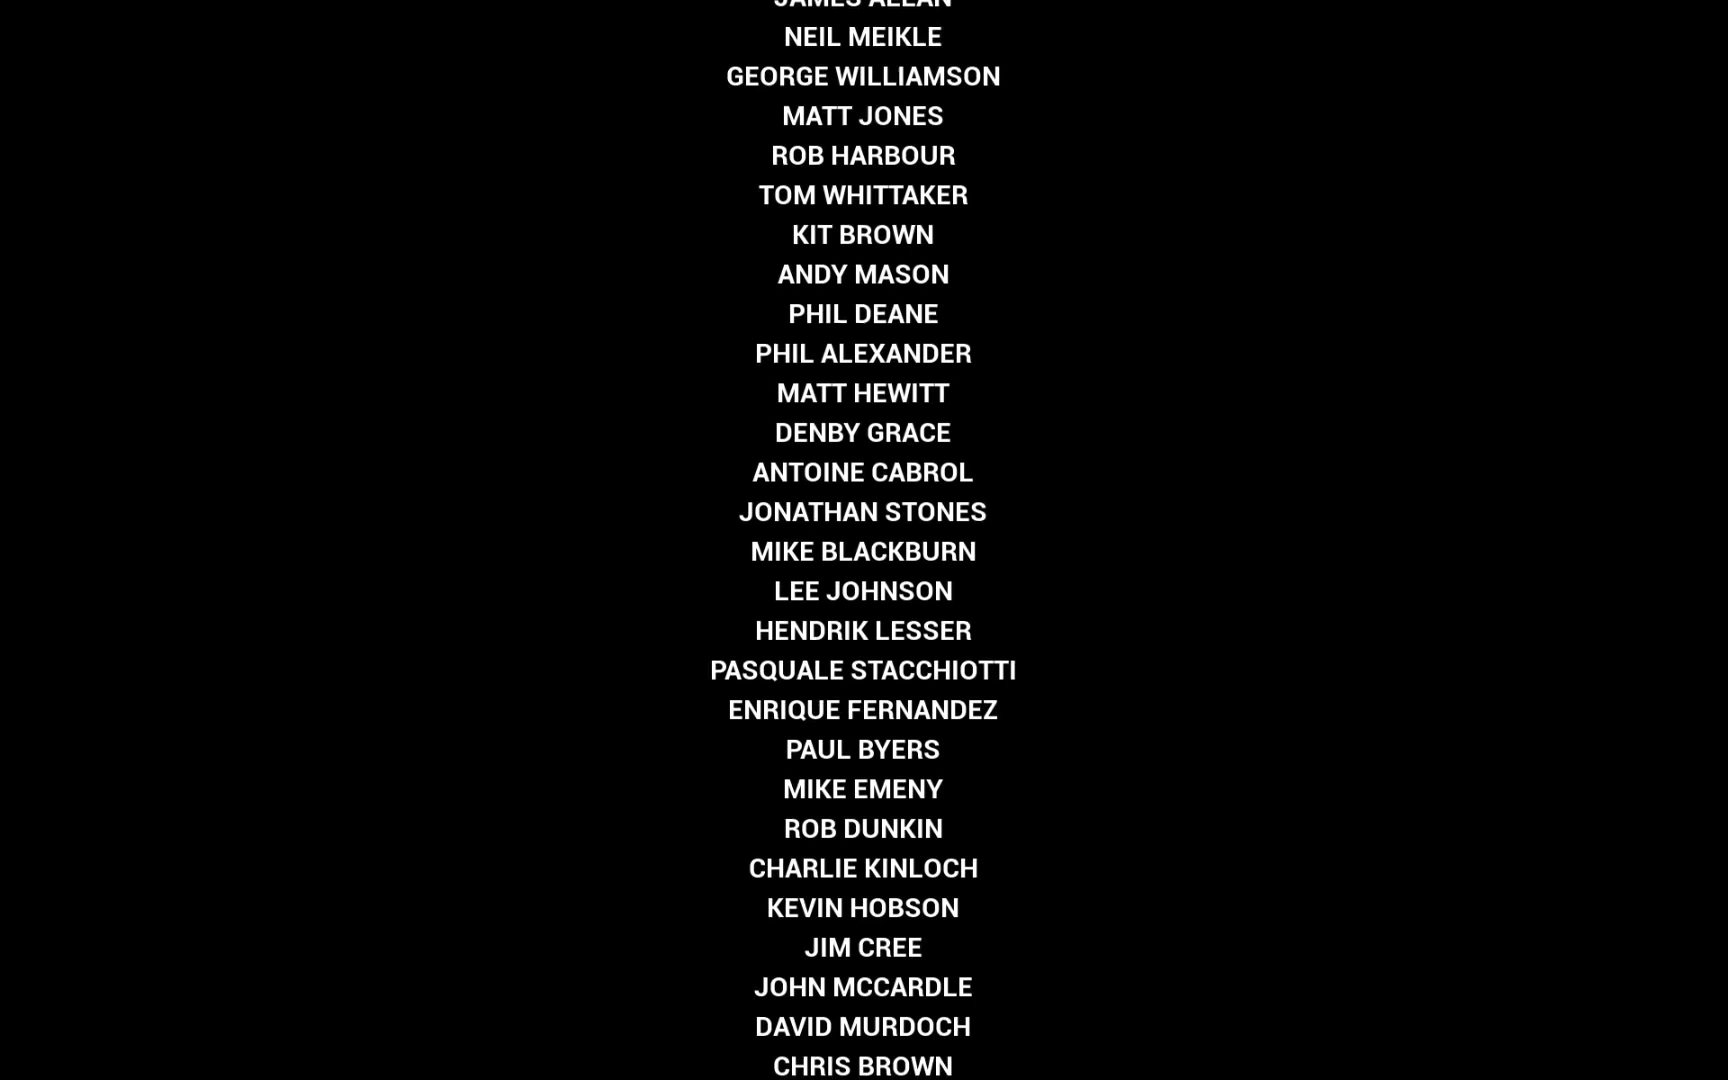 JAMES ALLAN
NEIL MEIKLE
GEORGE WILLIAMSON
MATT JONES
ROB HARBOUR
TOM WHITTAKER
KIT BROWN
ANDY MASON
PHIL DEANE
PHIL ALEXANDER
MATT HEWITT
DENBY GRACE
ANTOINE CABROL
JONATHAN STONES
MIKE BLACKBURN
LEE JOHNSON
HENDRIK LESSER
PASQUALE STACCHIOTTI
ENRIQUE FERNANDEZ
PAUL BYERS
MIKE EMENY
ROB DUNKIN
CHARLIE KINLOCH
KEVIN HOBSON
JIM CREE
JOHN MCCARDLE
DAVID MURDOCH
CHRIS BROWN